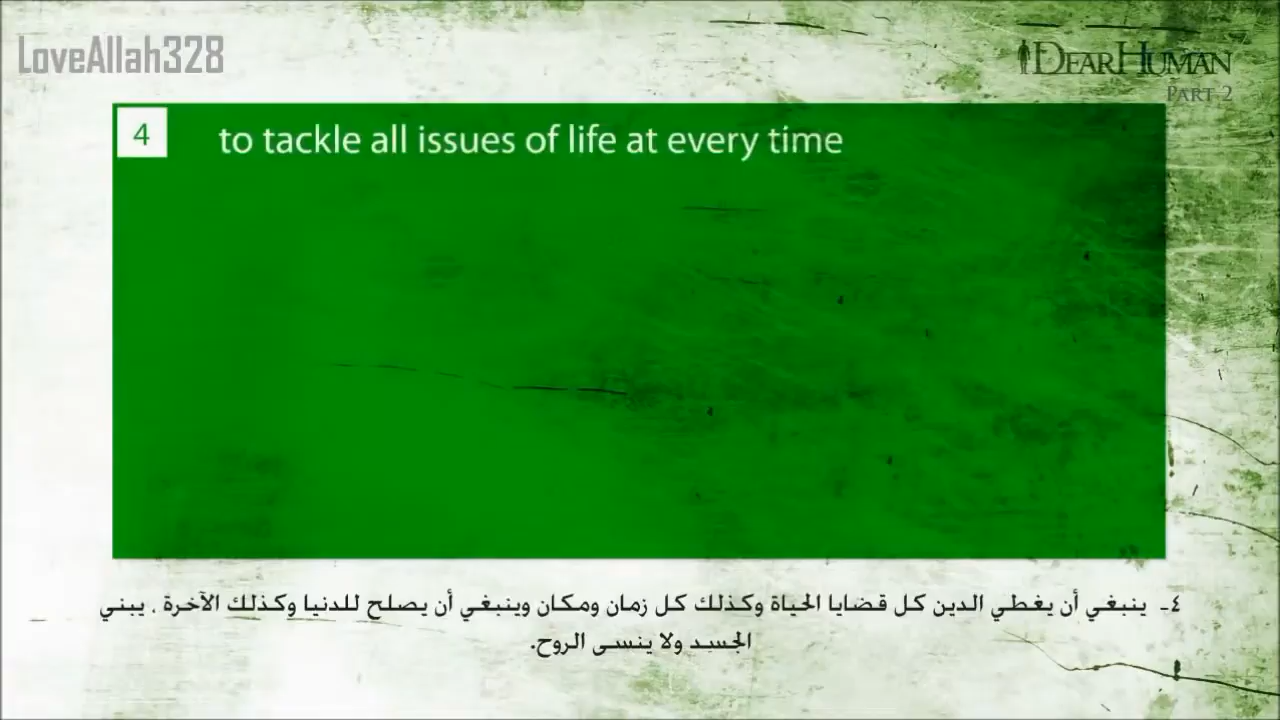 LoveAllah328
DEARHUMAN
PART 2
4
to tackle all issues of life at every time
٤- ينبغي أن يغطي الدين كل قضايا الحياة وكذلك كل زمان ومكان وينبغي أن يصلح للدنيا وكذلك الآخرة . يبني
الجسد ولا ينسى الروح.